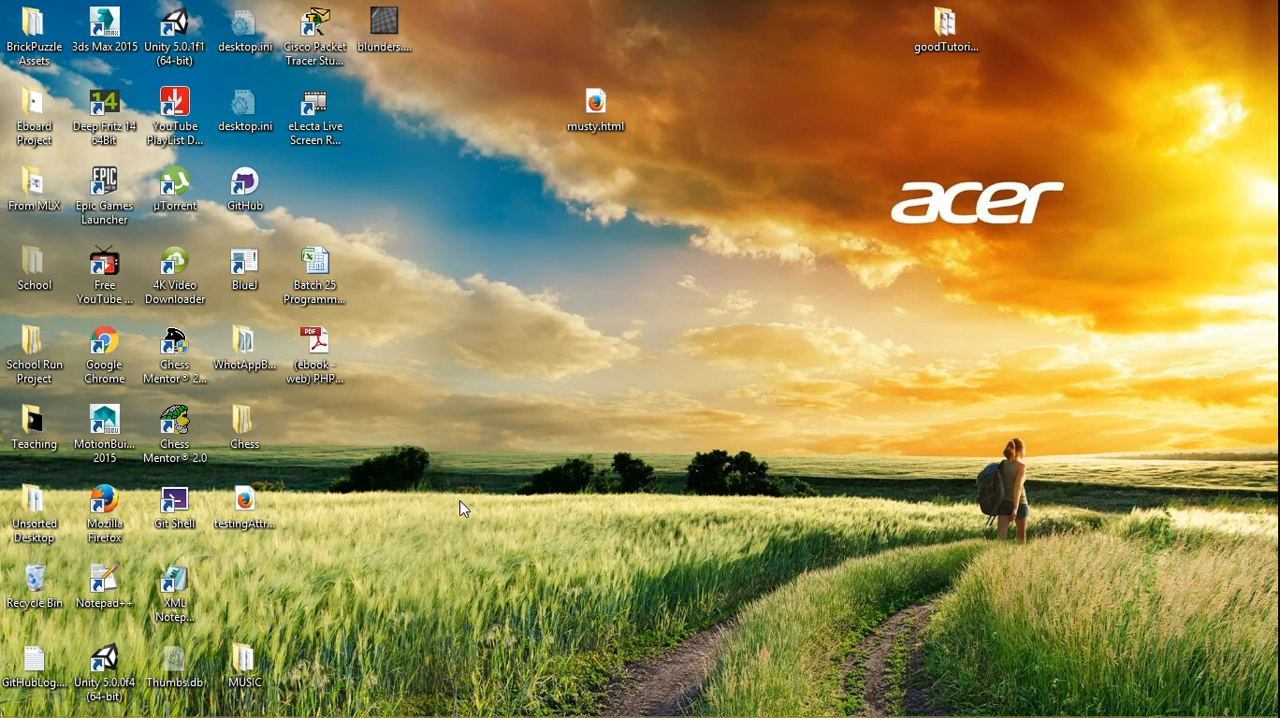 BrickPuzzle
Assets
3ds Max 2015
Unity 5.0.1f1
(64-bit)
desktop.ini
Cisco Packet
Tracer Stu...
blunders....
goodTutori...
Eboard
Project
Deep Fritz 14
64Bit
YouTube
PlayList D...
desktop.ini
eLecta Live
Screen R...
musty.html
From MLX
Epic Games
Launcher
µTorrent
GitHub
acer
School
Free
YouTube ...
4K Video
Downloader
BlueJ
Batch 25
Programm...
School Run
Project
Google
Chrome
Chess
Mentor® 2...
WhotAppB...
(ebook -
web) PHP...
Teaching
MotionBui...
2015
Chess
Mentor® 2.0
Chess
Unsorted
Desktop
Mozilla
Firefox
Git Shell
testingAttr...
Recycle Bin
Notepad++
XML
Notep...
GitHubLog....
Unity 5.0.0f4
(64-bit)
Thumbs.db
MUSIC